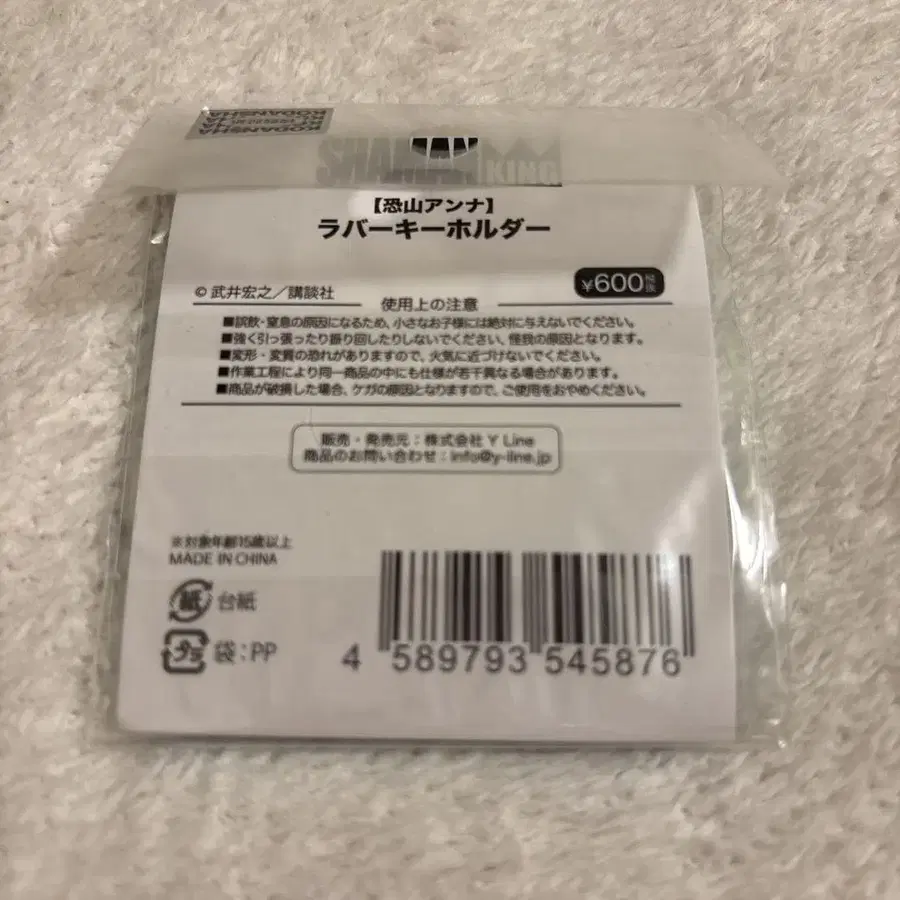 KODANSHA
SHAMAN KING
【恐山アンナ】
ラバーキーホルダー
¥600税抜
© 武井宏之／講談社
使用上の注意
■誤飲・窒息の原因になるため、小さなお子様には絶対に与えないでください。
■強く引っ張ったり振り回したりしないでください、怪我の原因となります。
■変形・変質の恐れがありますので、火気に近づけないでください。
■作業工程により同一商品の中にも仕様が若干異なる場合があります。
■商品が破損した場合、ケガの原因となりますので、ご使用をおやめください。
販売・発売元：株式会社 Y Line
商品のお問い合わせ：info@y-line.jp
※対象年齢15歳以上
MADE IN CHINA
紙 台紙
プラ 袋：PP
4 589793 545876